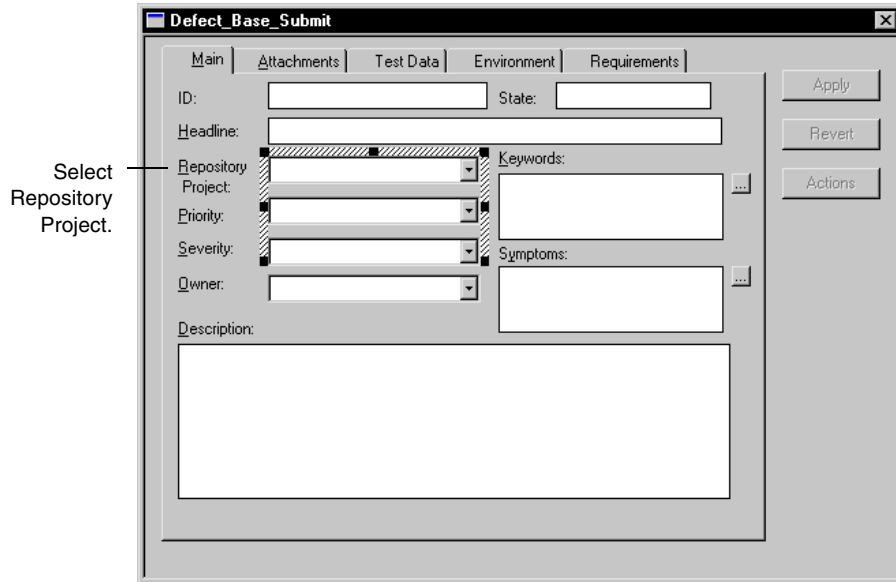 Defect_Base_Submit
Main
Attachments
Test Data
Environment
Requirements
ID:
State:
Apply
Headline:
Revert
Select
Repository
Project.
Repository
Project:
Keywords:
...
Actions
Priority:
Severity:
Symptoms:
...
Owner:
Description: